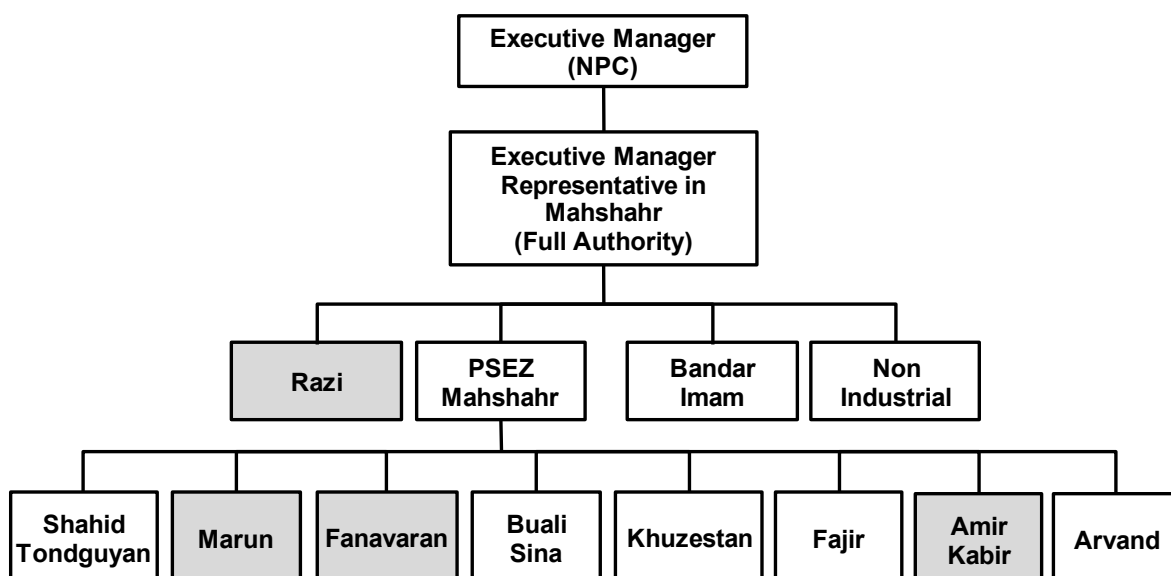 Executive Manager
(NPC)
Executive Manager
Representative in
Mahshahr
(Full Authority)
Razi
PSEZ
Mahshahr
Bandar
Imam
Non
Industrial
Shahid
Tondguyan
Marun
Fanavaran
Buali
Sina
Khuzestan
Fajir
Amir
Kabir
Arvand